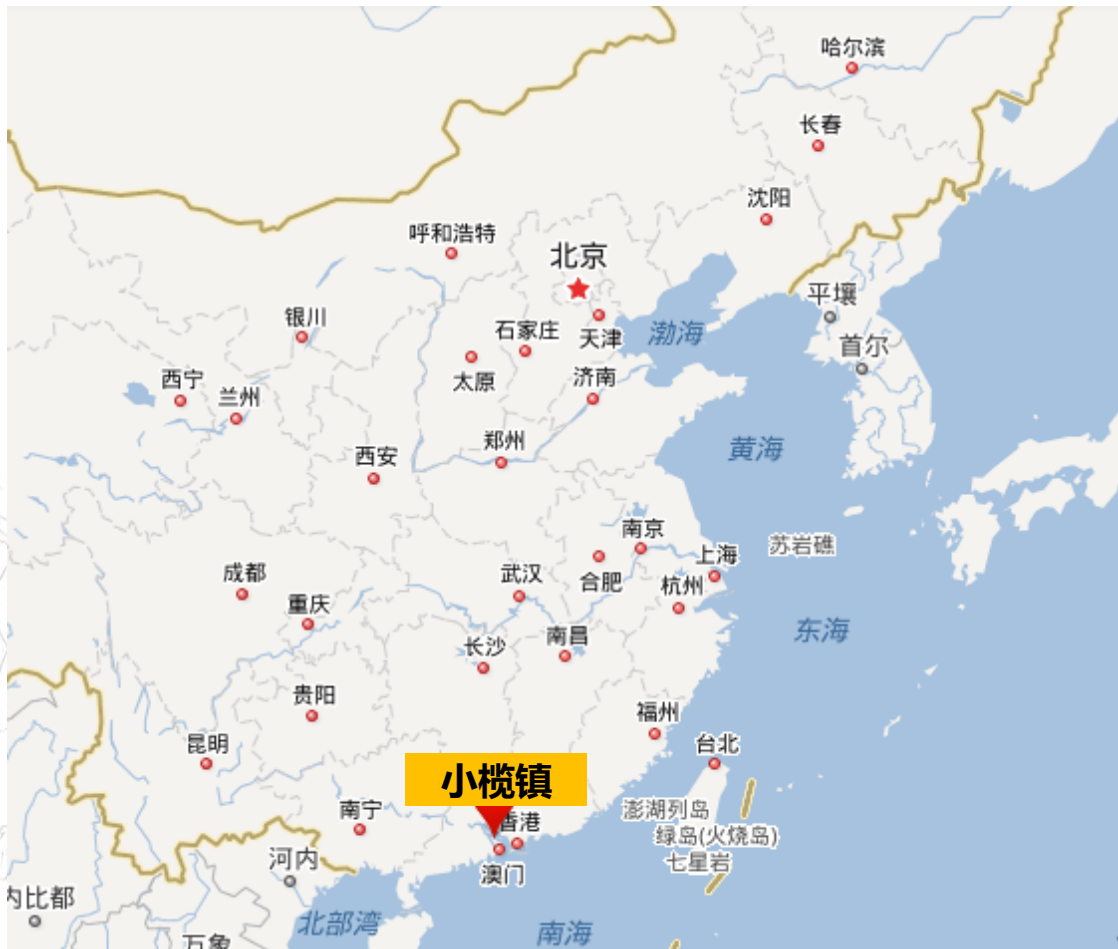 哈尔滨
长春
沈阳
呼和浩特
北京
平壤
银川
石家庄
天津
渤海
首尔
西宁
兰州
太原
济南
郑州
西安
黄海
南京
苏岩礁
上海
成都
武汉
合肥
杭州
重庆
东海
南昌
长沙
贵阳
福州
昆明
台北
小榄镇
南宁
香港
澎湖列岛
绿岛(火烧岛)
七星岩
河内
澳门
内比都
北部湾
南海
万象